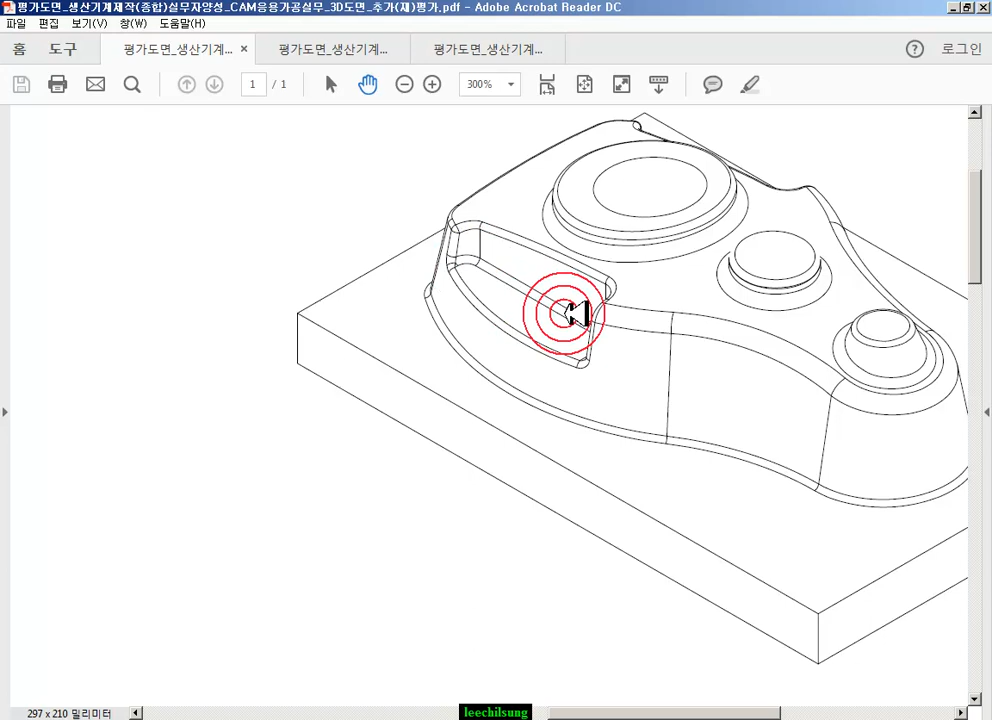 평가도면_생산기계제작(종합)실무자양성_CAM응용가공실무_3D도면_추가(재)평가.pdf - Adobe Acrobat Reader DC
파일 편집 보기(V) 창(W) 도움말(H)
홈 도구 평가도면_생산기계... × 평가도면_생산기계... 평가도면_생산기계... ? 로그인
1 / 1 300%
297 x 210 밀리미터
leechilsung